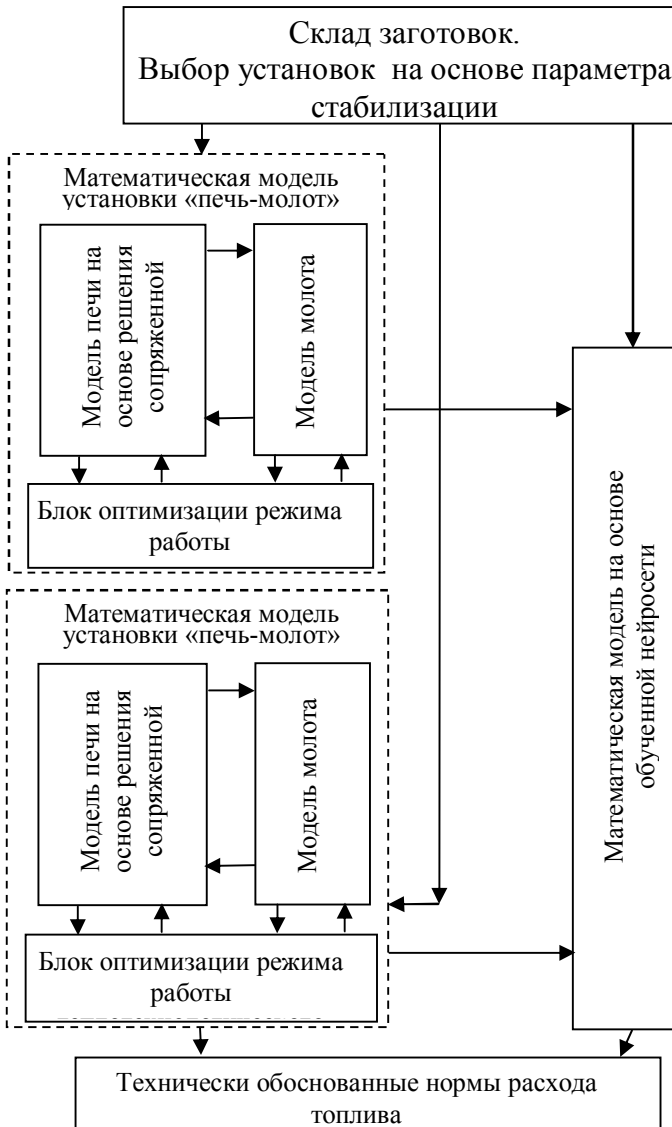 Склад заготовок.
Выбор установок на основе параметра
стабилизации
Математическая модель
установки «печь-молот»
Модель печи на
основе решения
сопряженной
Модель молота
Блок оптимизации режима
работы
Математическая модель
установки «печь-молот»
Модель печи на
основе решения
сопряженной
Модель молота
Блок оптимизации режима
работы
Математическая модель на основе
обученной нейросети
Технически обоснованные нормы расхода
топлива